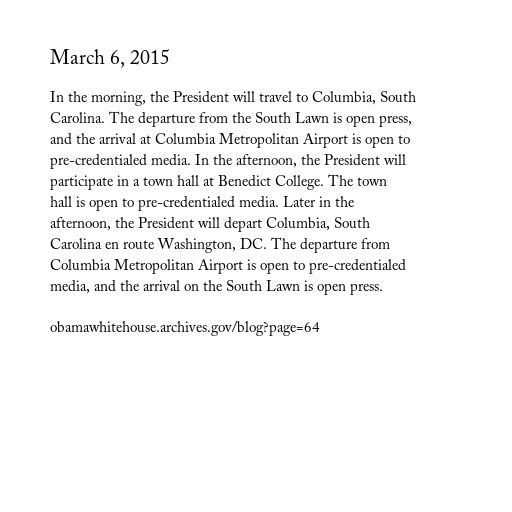 March 6, 2015
In the morning, the President will travel to Columbia, South
Carolina. The departure from the South Lawn is open press,
and the arrival at Columbia Metropolitan Airport is open to
pre-credentialed media. In the afternoon, the President will
participate in a town hall at Benedict College. The town
hall is open to pre-credentialed media. Later in the
afternoon, the President will depart Columbia, South
Carolina en route Washington, DC. The departure from
Columbia Metropolitan Airport is open to pre-credentialed
media, and the arrival on the South Lawn is open press.
obamawhitehouse.archives.gov/blog?page=64